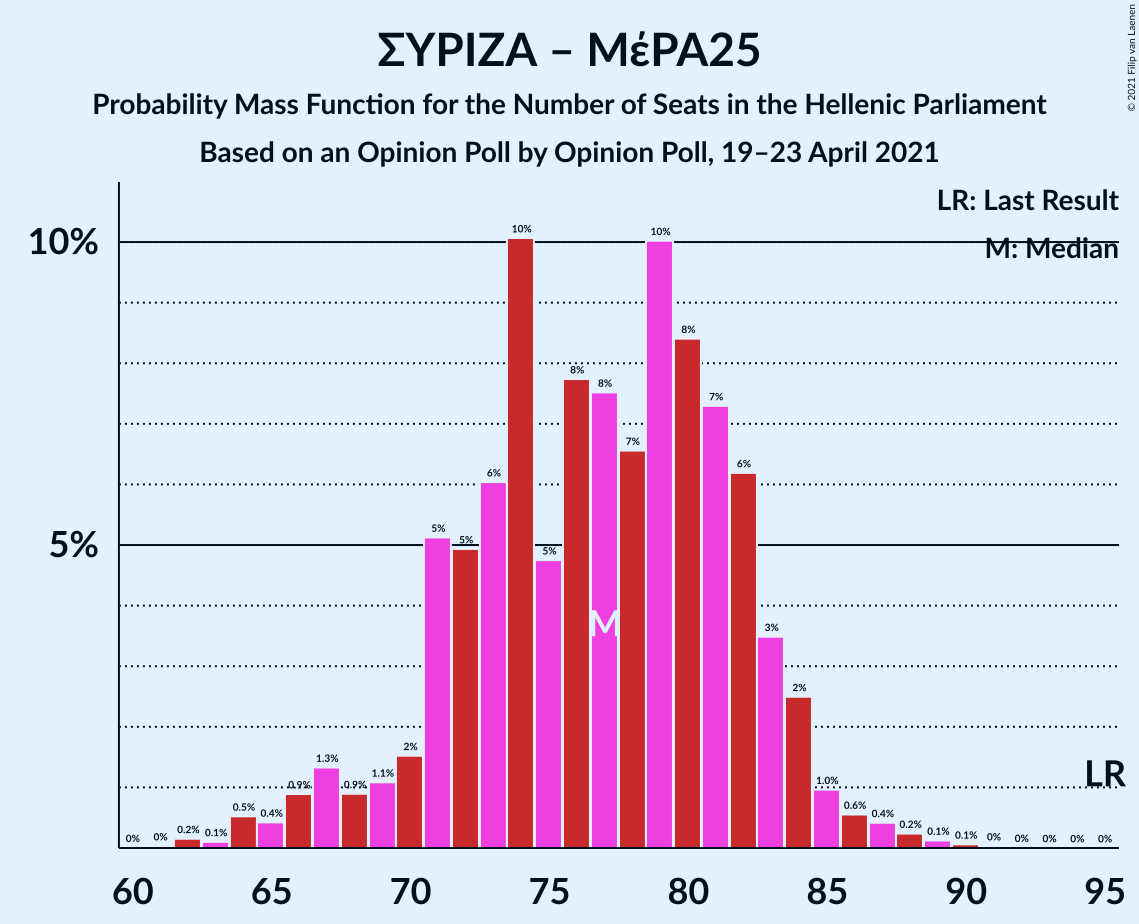 ΣΥΡΙΖΑ – ΜέΡΑ25
Probability Mass Function for the Number of Seats in the Hellenic Parliament
Based on an Opinion Poll by Opinion Poll, 19–23 April 2021
© 2021 Filip van Laenen
LR: Last Result
M: Median
10%
5%
0% 0% 0.2% 0.1% 0.5% 0.4% 0.9% 1.3% 0.9% 1.1% 2% 5% 5% 6% 10% 5% 8% 8% 7% 10% 8% 7% 6% 3% 2% 1.0% 0.6% 0.4% 0.2% 0.1% 0.1% 0% 0% 0% 0% 0%
M
LR
60 65 70 75 80 85 90 95